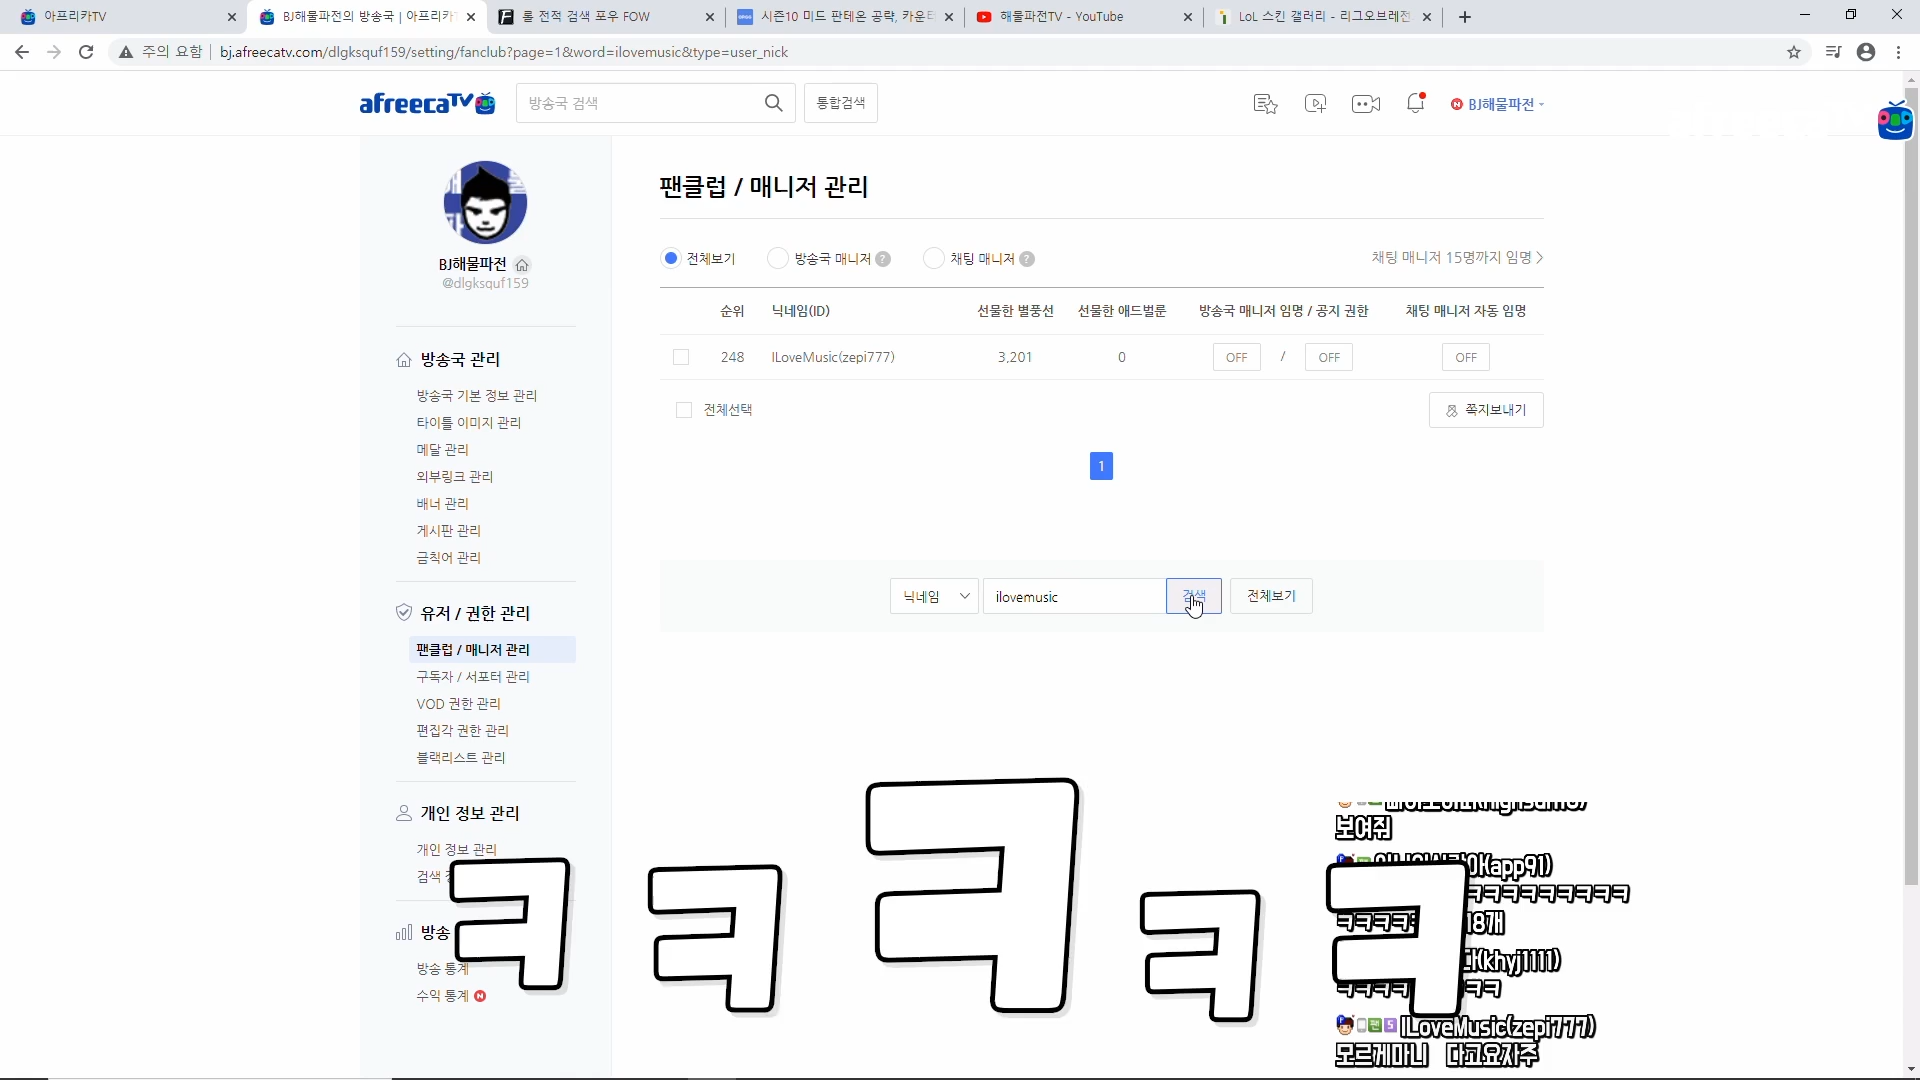 아프리카TV
BJ해물파전의 방송국 | 아프리카
롤 전적 검색 포우 FOW
시즌10 미드 판테온 공략, 카운터
해물파전TV - YouTube
LoL 스킨 갤러리 - 리그오브레전
주의 요함
bj.afreecatv.com/dlgksquf159/setting/fanclub?page=1&word=ilovemusic&type=user_nick
afreecaTV
방송국 검색
통합검색
BJ해물파전
BJ해물파전
@dlgksquf159
방송국 관리
방송국 기본 정보 관리
타이틀 이미지 관리
메달 관리
외부링크 관리
배너 관리
게시판 관리
금칙어 관리
유저 / 권한 관리
팬클럽 / 매니저 관리
구독자 / 서포터 관리
VOD 권한 관리
편집각 권한 관리
블랙리스트 관리
개인 정보 관리
개인 정보 관리
검색
방송
방송 통계
수익 통계 N
팬클럽 / 매니저 관리
전체보기 방송국 매니저 ? 채팅 매니저 ?
채팅 매니저 15명까지 임명 >
순위 닉네임(ID) 선물한 별풍선 선물한 애드벌룬 방송국 매니저 임명 / 공지 권한 채팅 매니저 자동 임명
248 ILoveMusic(zepi777) 3,201 0 OFF / OFF OFF
전체선택
쪽지보내기
1
닉네임 ilovemusic 검색 전체보기
ㅋ ㅋ ㅋ ㅋ ㅋ
보여줘
(app91)
ㅋㅋㅋㅋㅋㅋㅋㅋㅋ
ㅋㅋㅋㅋ 18개
(khyj1111)
ㅋㅋㅋㅋ ㅋㅋ
ILoveMusic(zepi777)
모르게마니 다고요자주